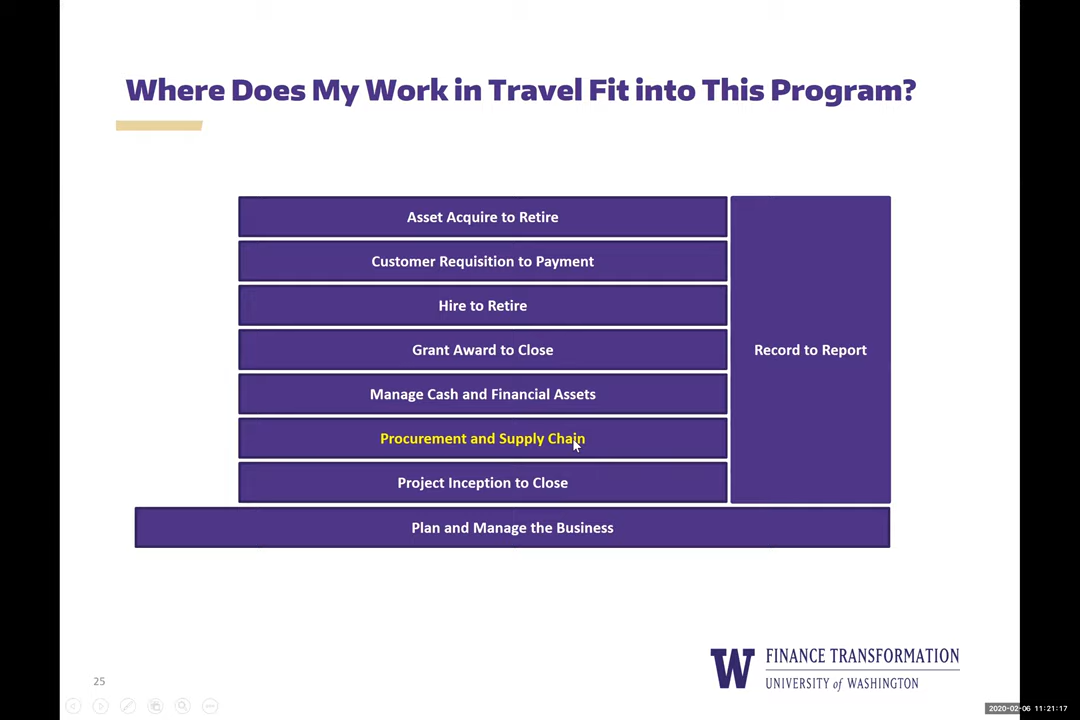 Where Does My Work in Travel Fit into This Program?
Asset Acquire to Retire
Customer Requisition to Payment
Hire to Retire
Grant Award to Close
Record to Report
Manage Cash and Financial Assets
Procurement and Supply Chain
Project Inception to Close
Plan and Manage the Business
W FINANCE TRANSFORMATION
UNIVERSITY of WASHINGTON
25
2020-02-06 11:21:17